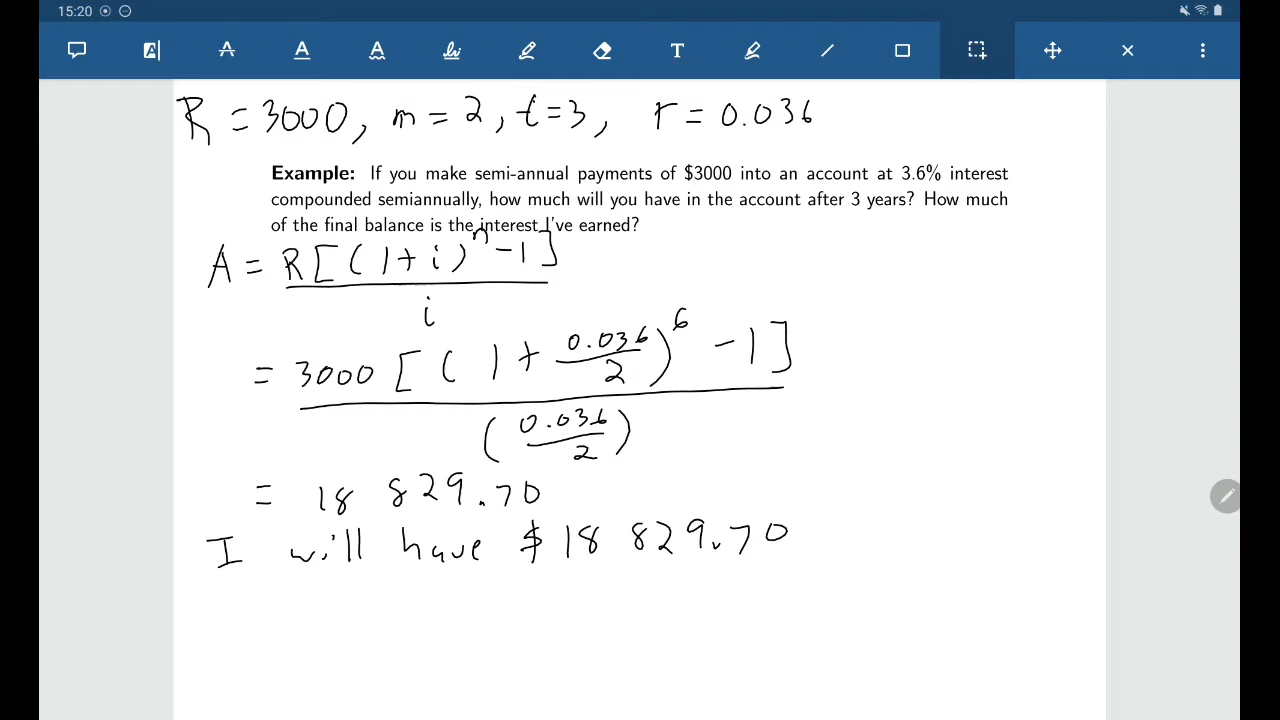 15:20
R = 3000, m = 2, t = 3, r = 0.036
Example: If you make semi-annual payments of $3000 into an account at 3.6% interest
compounded semiannually, how much will you have in the account after 3 years? How much
of the final balance is the interest I've earned?
A = R[(1+i)^n -1]
i
= 3000 [(1+ 0.036/2)^6 -1]
(0.036/2)
= 18 829.70
I will have $18 829.70